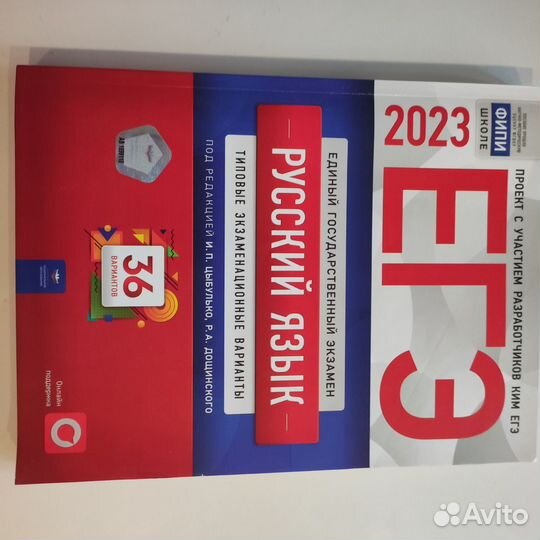 ПРОЕКТ С УЧАСТИЕМ РАЗРАБОТЧИКОВ КИМ ЕГЭ
ФИПИ
ШКОЛЕ
2023
ЕГЭ
ЕДИНЫЙ ГОСУДАРСТВЕННЫЙ ЭКЗАМЕН
РУССКИЙ ЯЗЫК
ТИПОВЫЕ ЭКЗАМЕНАЦИОННЫЕ ВАРИАНТЫ
ПОД РЕДАКЦИЕЙ И. П. ЦЫБУЛЬКО, Р. А. ДОЩИНСКОГО
36
ВАРИАНТОВ
Онлайн
поддержка
Avito